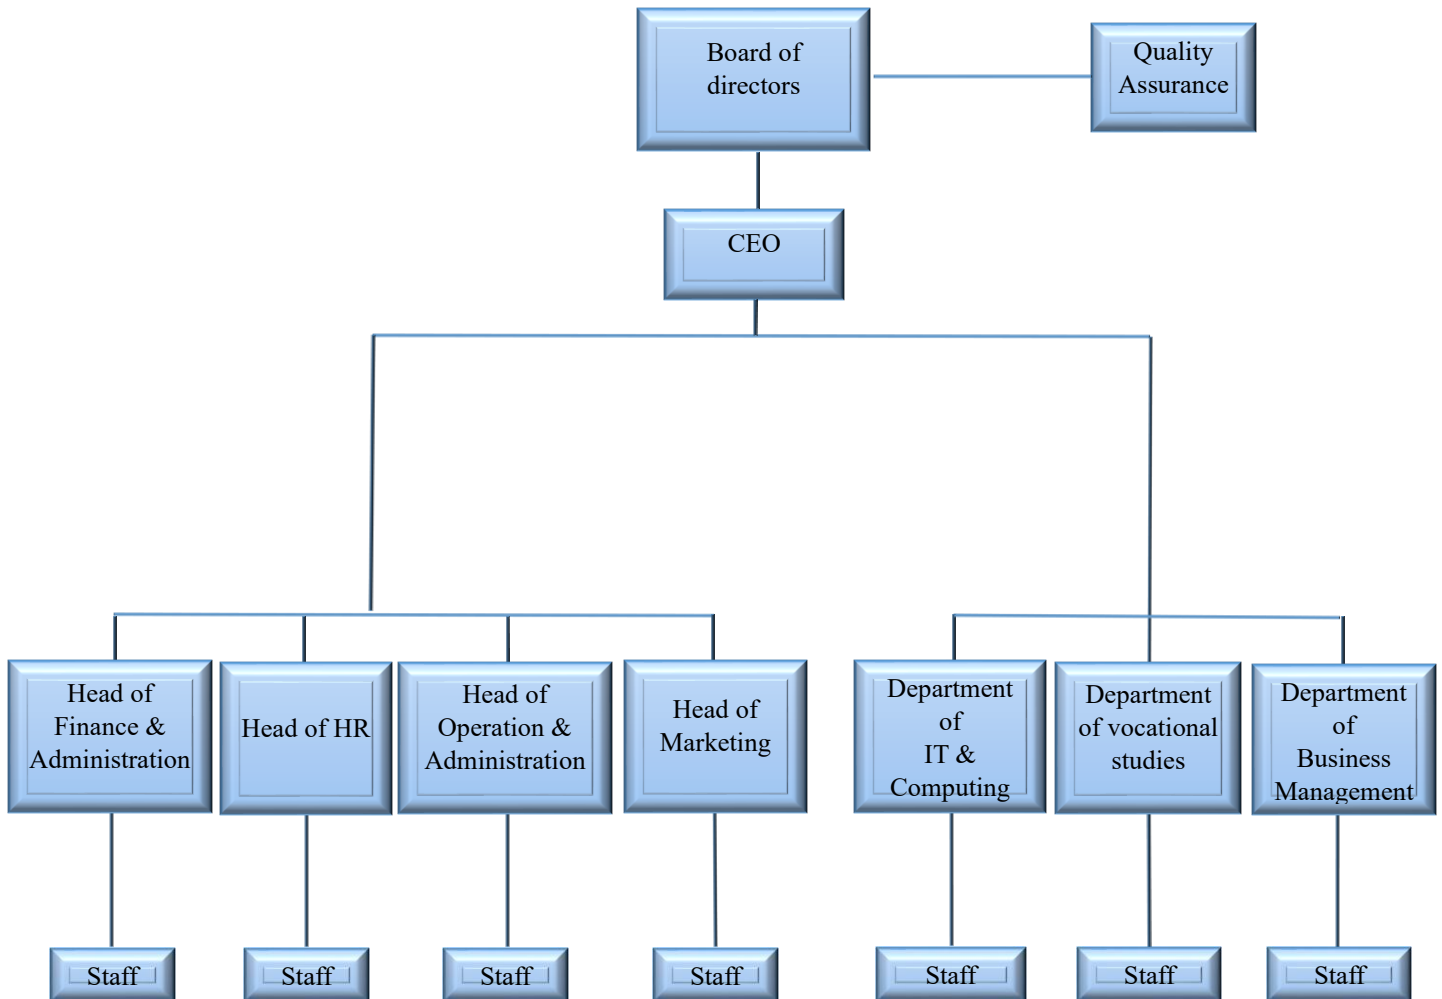 Board of
directors
Quality
Assurance
CEO
Head of
Finance &
Administration
Head of HR
Head of
Operation &
Administration
Head of
Marketing
Department
of
IT &
Computing
Department
of vocational
studies
Department
of
Business
Management
Staff
Staff
Staff
Staff
Staff
Staff
Staff